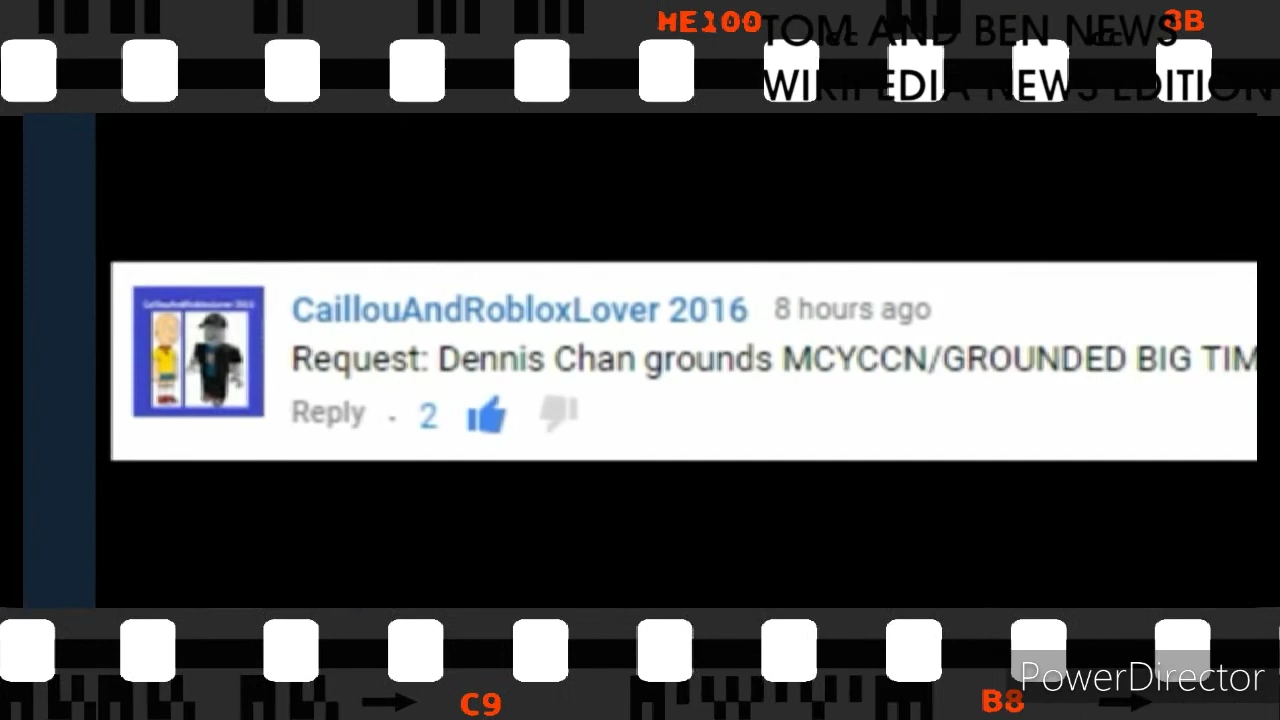 ME100
TOM AND BEN NEWS
3B
WIKIPEDIA NEWS EDITION
CaillouAndRobloxLover 2016 8 hours ago
Request: Dennis Chan grounds MCYCCN/GROUNDED BIG TIM
Reply . 2
PowerDirector
C9
B8